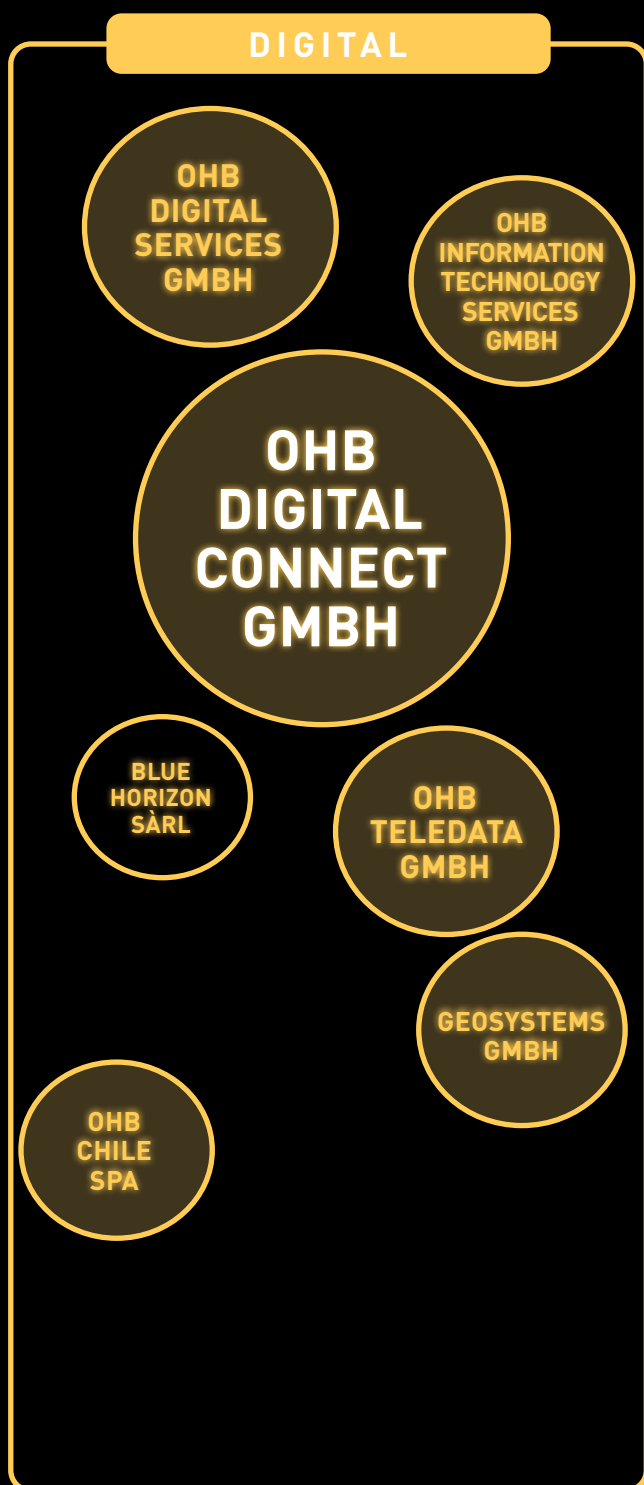 DIGITAL
OHB
DIGITAL
SERVICES
GMBH
OHB
INFORMATION
TECHNOLOGY
SERVICES
GMBH
OHB
DIGITAL
CONNECT
GMBH
BLUE
HORIZON
SÀRL
OHB
TELEDATA
GMBH
GEOSYSTEMS
GMBH
OHB
CHILE
SPA